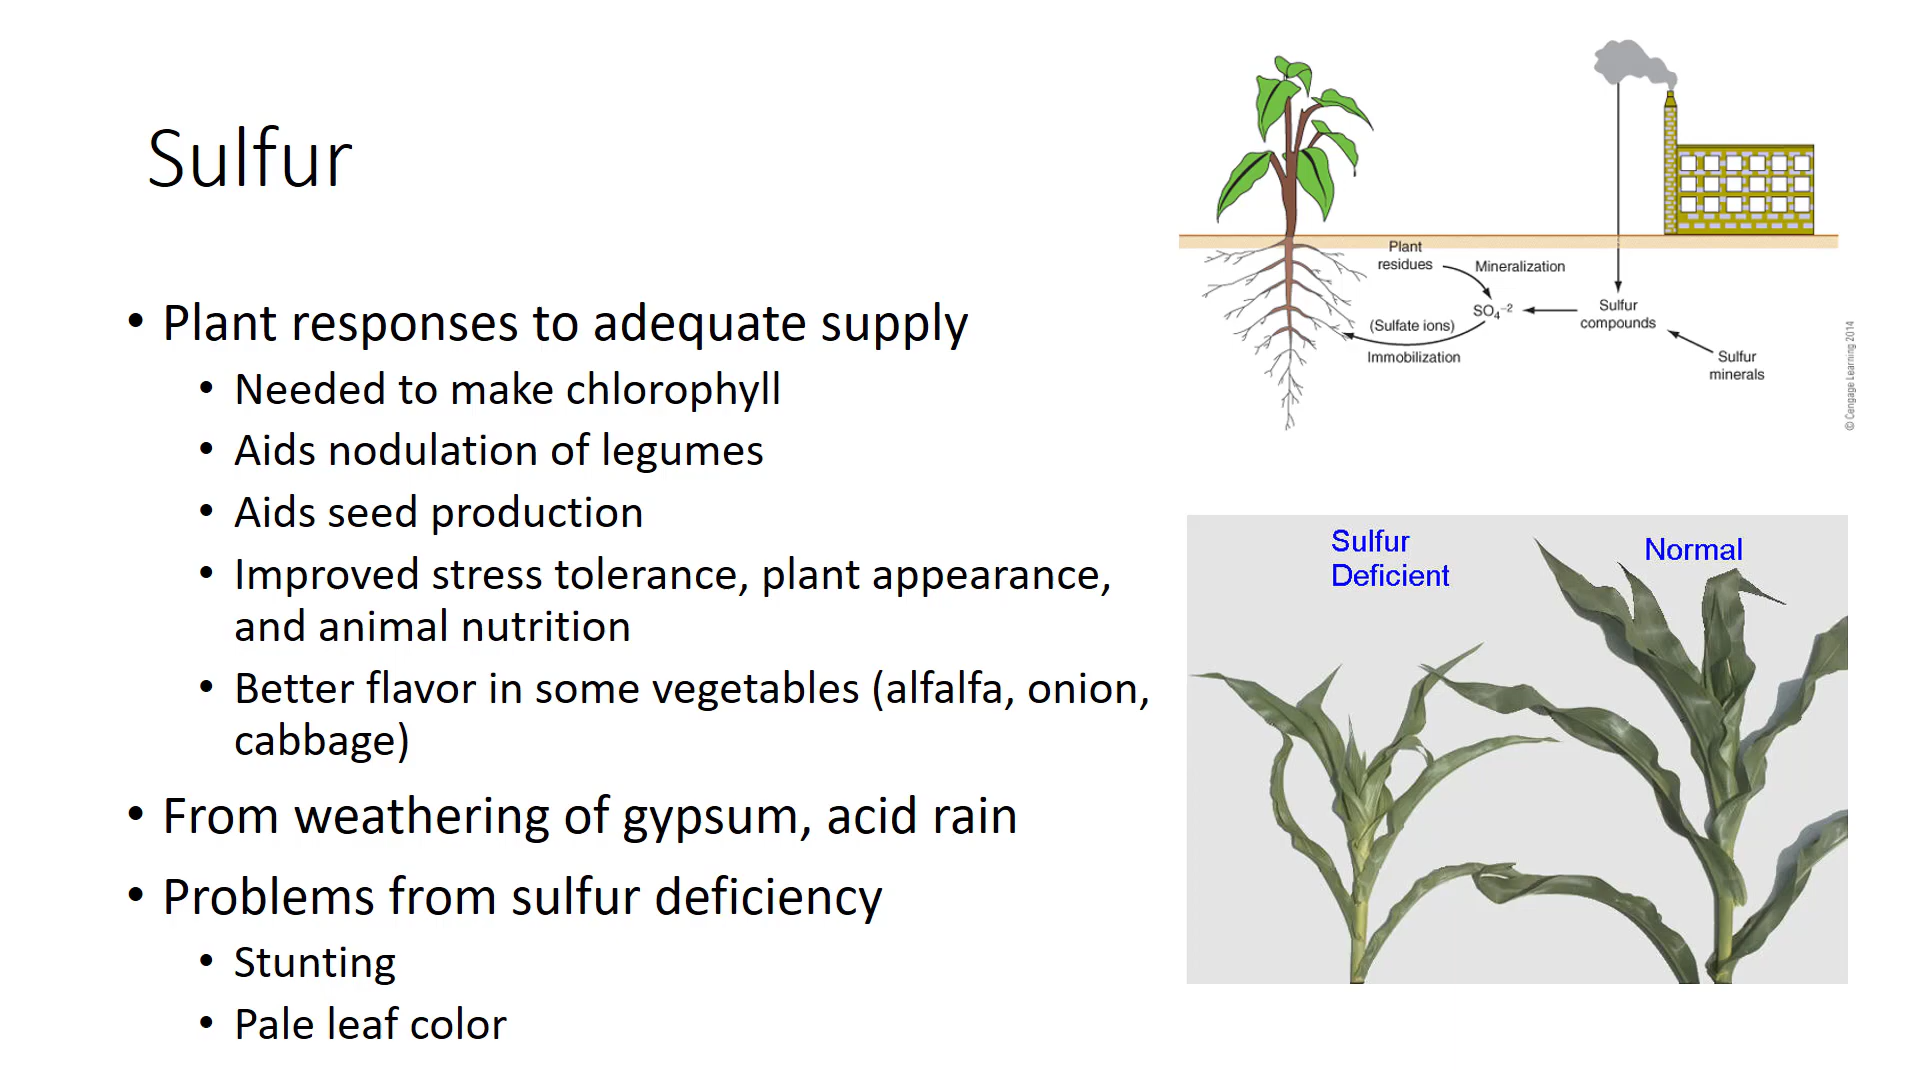 Sulfur
• Plant responses to adequate supply
• Needed to make chlorophyll
• Aids nodulation of legumes
• Aids seed production
• Improved stress tolerance, plant appearance,
and animal nutrition
• Better flavor in some vegetables (alfalfa, onion,
cabbage)
• From weathering of gypsum, acid rain
• Problems from sulfur deficiency
• Stunting
• Pale leaf color
Plant
residues
Mineralization
SO₄⁻²
(Sulfate ions)
Immobilization
Sulfur
compounds
Sulfur
minerals
© Cengage Learning 2014
Sulfur
Deficient
Normal